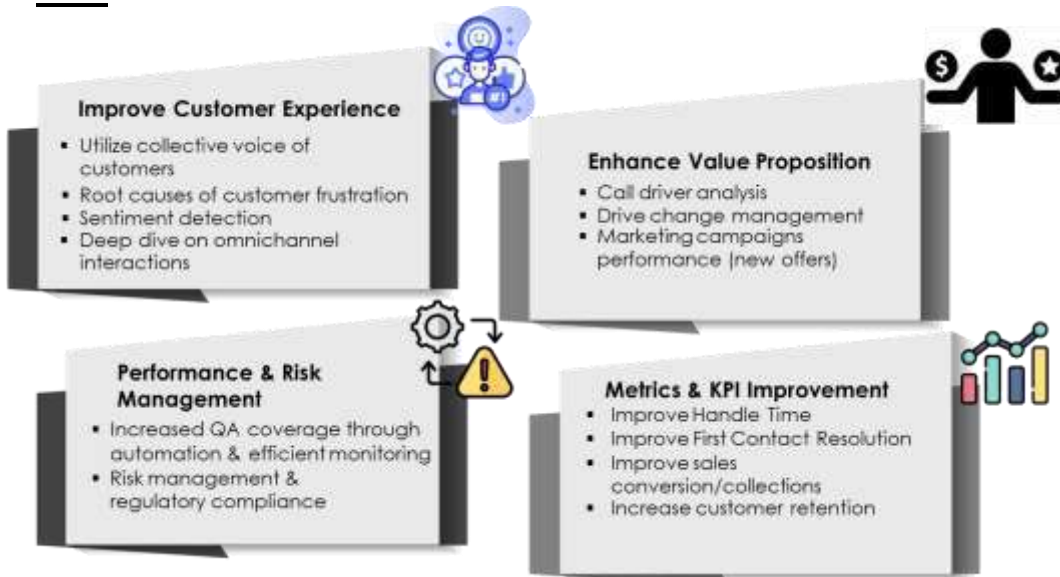 Improve Customer Experience
▪ Utilize collective voice of
customers
▪ Root causes of customer frustration
▪ Sentiment detection
▪ Deep dive on omnichannel
interactions
#1
$
Enhance Value Proposition
▪ Call driver analysis
▪ Drive change management
▪ Marketing campaigns
performance (new offers)
Performance & Risk
Management
▪ Increased QA coverage through
automation & efficient monitoring
▪ Risk management &
regulatory compliance
Metrics & KPI Improvement
▪ Improve Handle Time
▪ Improve First Contact Resolution
▪ Improve sales
conversion/collections
▪ Increase customer retention